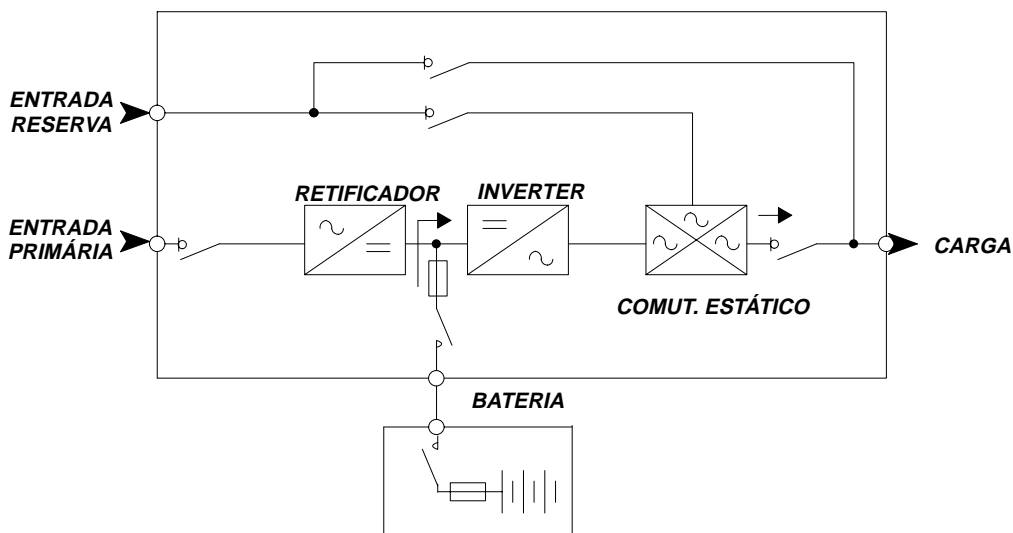 ENTRADA
RESERVA
RETIFICADOR
INVERTER
ENTRADA
PRIMÁRIA
CARGA
COMUT. ESTÁTICO
BATERIA